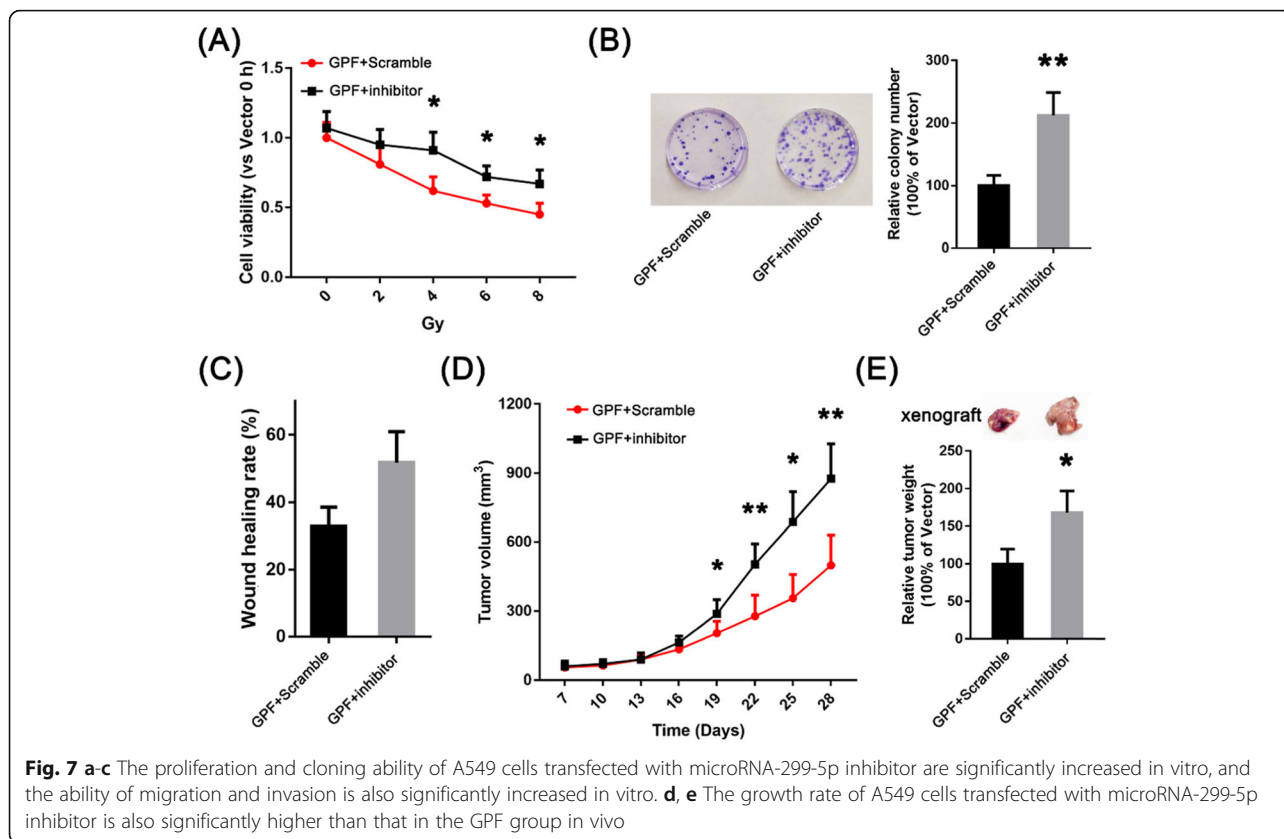 (A)
GPF+Scramble
GPF+inhibitor
Cell viability (vs Vector 0 h)
1.5
1.0
0.5
0.0
*
*
*
0
2
4
6
8
Gy
(B)
GPF+Scramble
GPF+inhibitor
Relative colony number
(100% of Vector)
300
200
100
0
**
GPF+Scramble
GPF+inhibitor
(C)
Wound healing rate (%)
60
40
20
0
GPF+Scramble
GPF+inhibitor
(D)
GPF+Scramble
GPF+inhibitor
Tumor volume (mm³)
1200
900
600
300
0
*
**
*
**
7
10
13
16
19
22
25
28
Time (Days)
(E)
xenograft
Relative tumor weight
(100% of Vector)
250
200
150
100
50
0
*
GPF+Scramble
GPF+inhibitor
Fig. 7 a-c The proliferation and cloning ability of A549 cells transfected with microRNA-299-5p inhibitor are significantly increased in vitro, and
the ability of migration and invasion is also significantly increased in vitro. d, e The growth rate of A549 cells transfected with microRNA-299-5p
inhibitor is also significantly higher than that in the GPF group in vivo